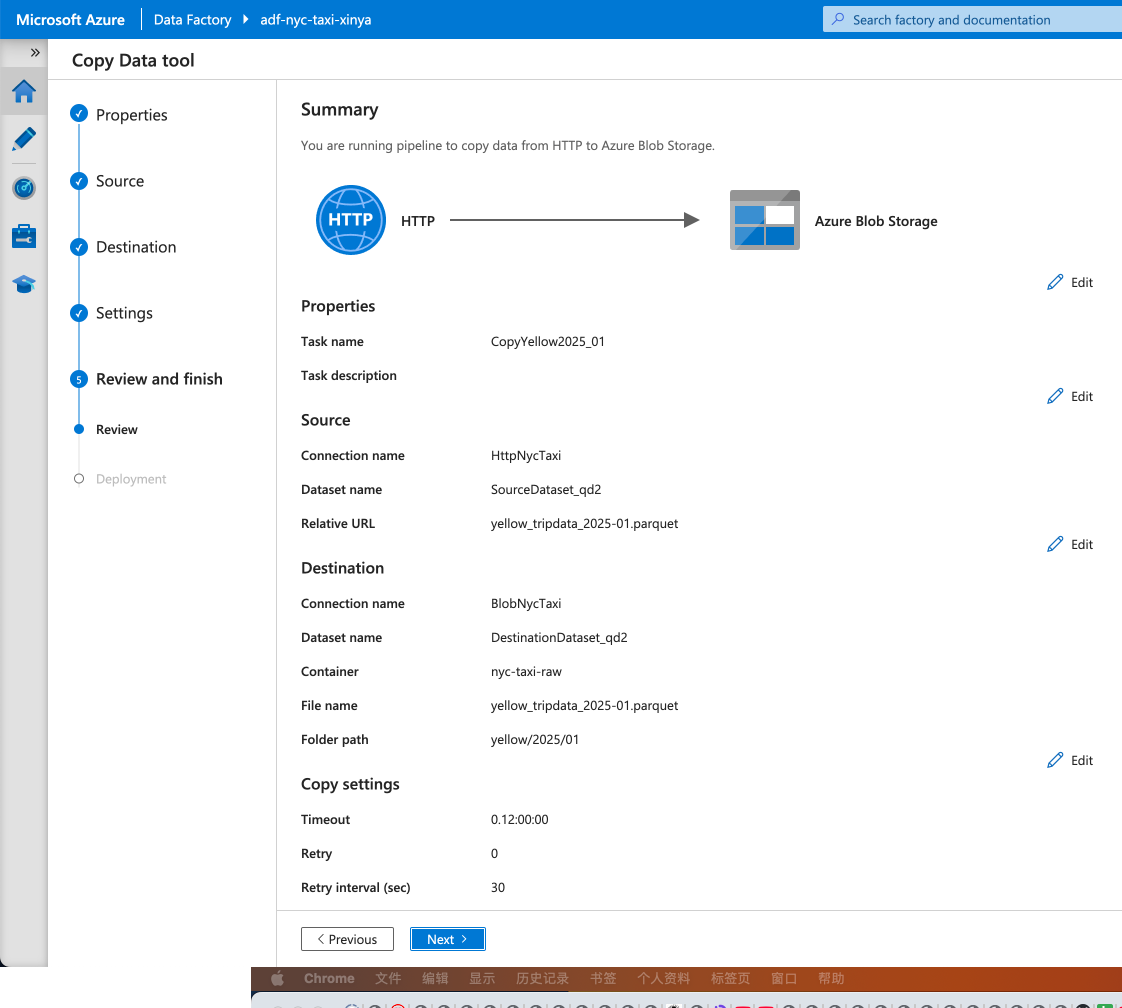 Microsoft Azure Data Factory adf-nyc-taxi-xinya Search factory and documentation
»
Copy Data tool
Properties
Source
Destination
Settings
5 Review and finish
Review
Deployment
Summary
You are running pipeline to copy data from HTTP to Azure Blob Storage.
HTTP HTTP Azure Blob Storage
Edit
Properties
Task name CopyYellow2025_01
Task description
Edit
Source
Connection name HttpNycTaxi
Dataset name SourceDataset_qd2
Relative URL yellow_tripdata_2025-01.parquet
Edit
Destination
Connection name BlobNycTaxi
Dataset name DestinationDataset_qd2
Container nyc-taxi-raw
File name yellow_tripdata_2025-01.parquet
Folder path yellow/2025/01
Edit
Copy settings
Timeout 0.12:00:00
Retry 0
Retry interval (sec) 30
Previous Next
Chrome 文件 编辑 显示 历史记录 书签 个人资料 标签页 窗口 帮助